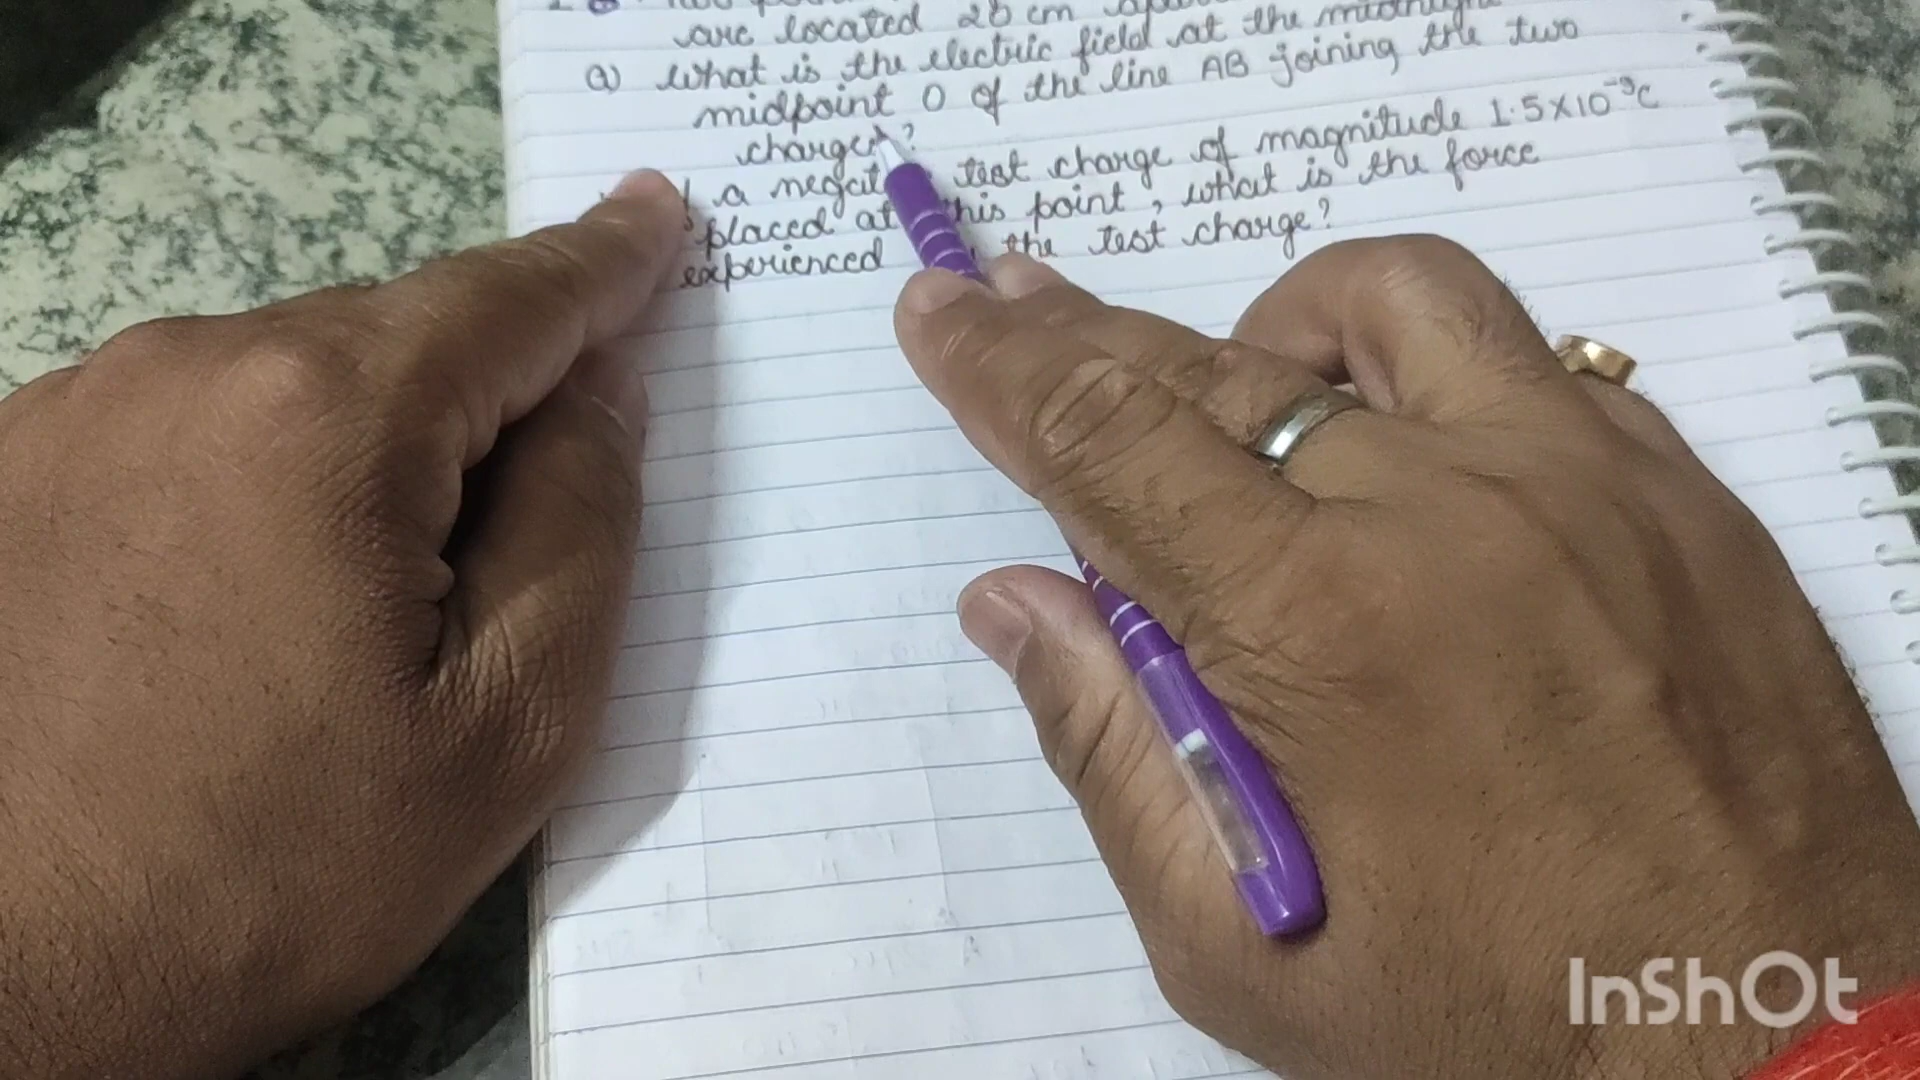 are located 20 cm
a) What is the electric field at the
midpoint O of the line AB joining the two
charges?
a test charge of magnitude 1.5×10⁻⁹C
placed at this point, what is the force
experienced the test charge?
InShOt